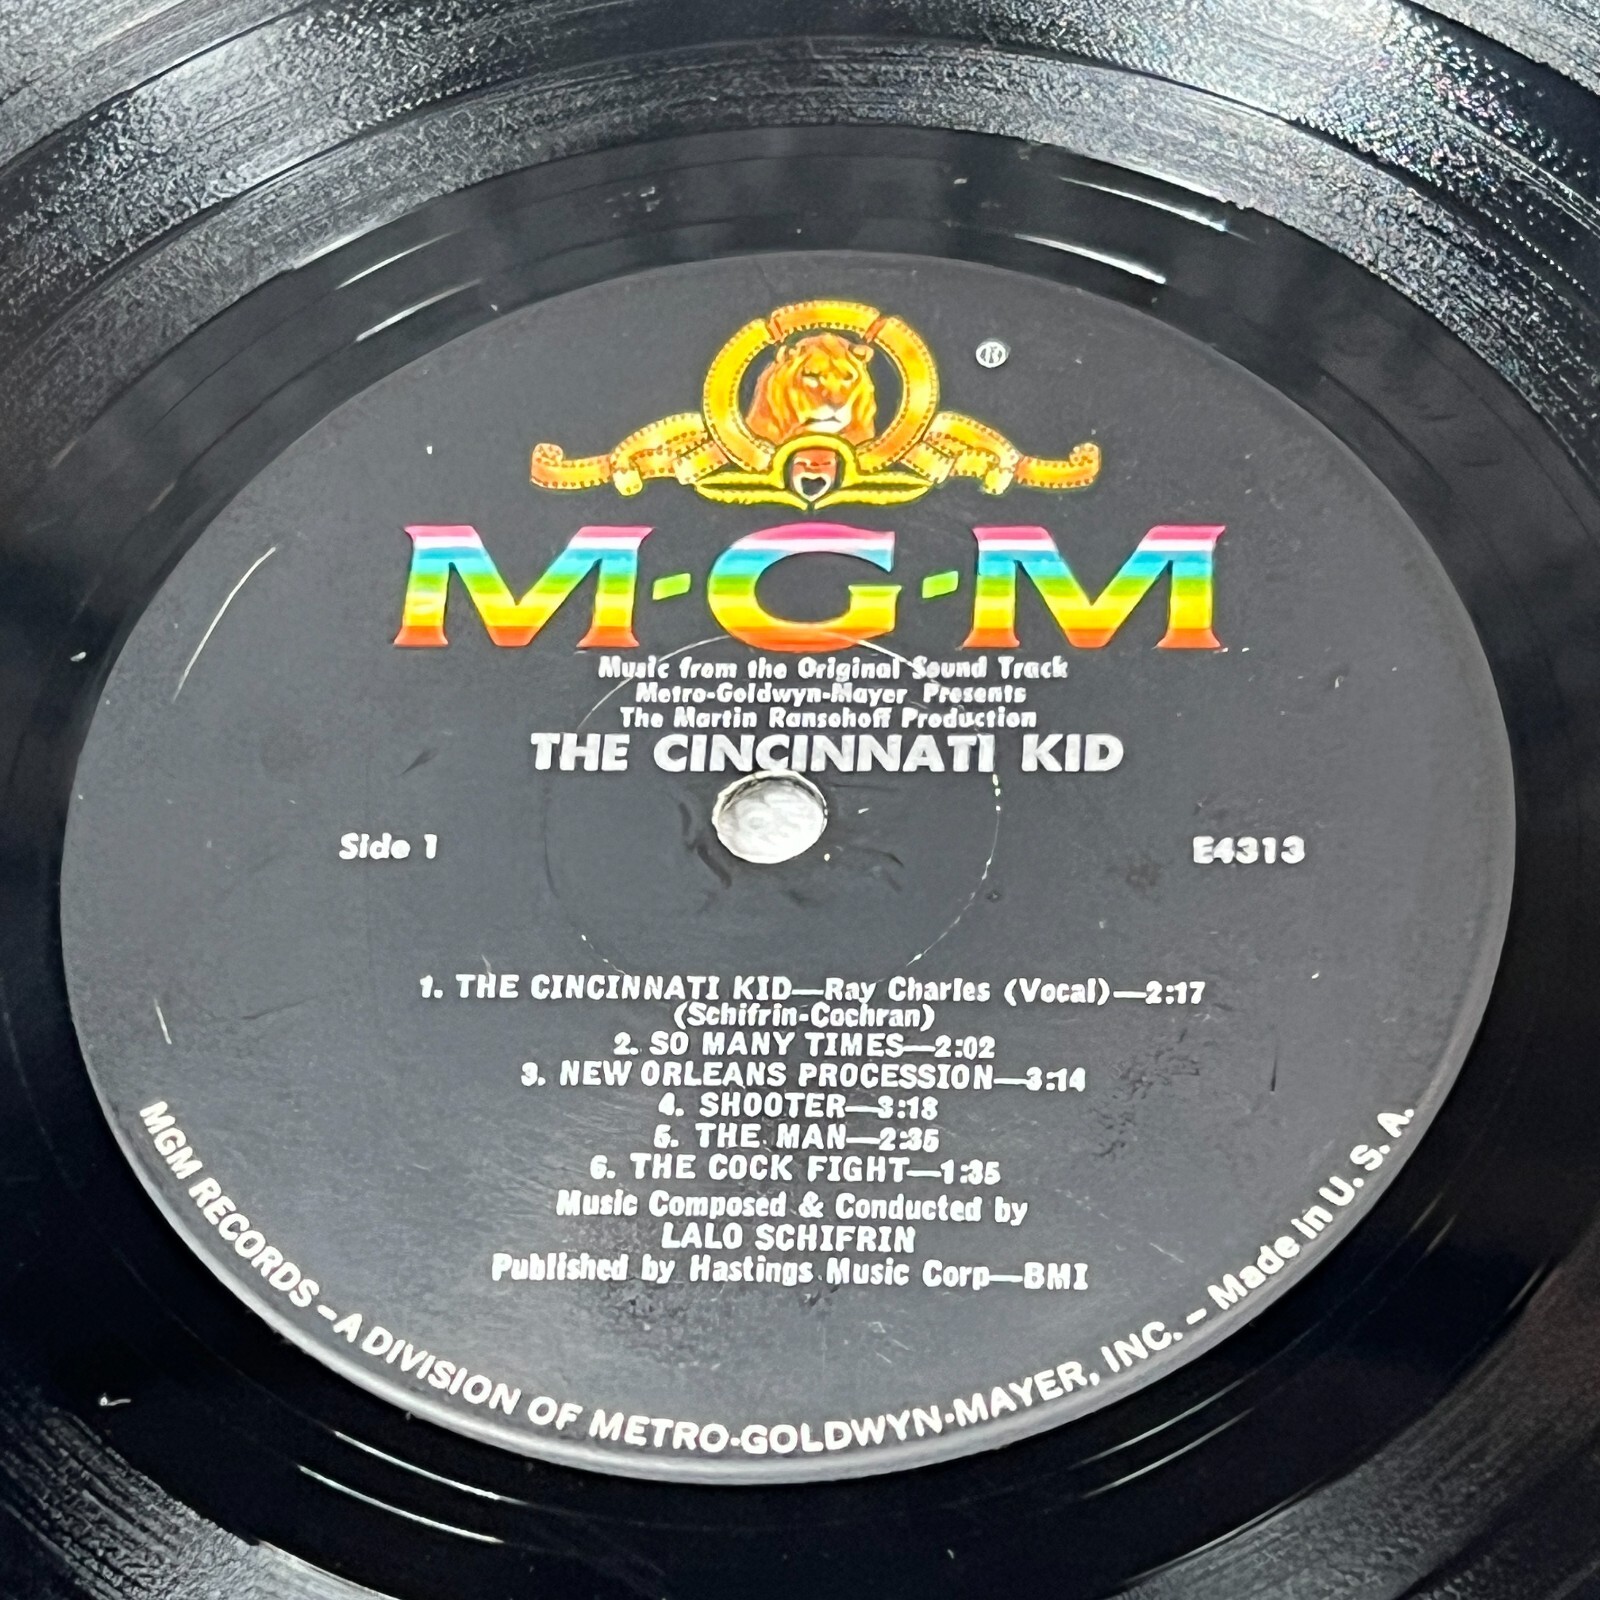 ®
M·G·M
Music from the Original Sound Track
Metro-Goldwyn-Mayer Presents
The Martin Ransohoff Production
THE CINCINNATI KID
Side 1
E4313
1. THE CINCINNATI KID—Ray Charles (Vocal)—2:17
(Schifrin-Cochran)
2. SO MANY TIMES—2:02
3. NEW ORLEANS PROCESSION—3:14
4. SHOOTER—3:18
5. THE MAN—2:35
6. THE COCK FIGHT—1:35
Music Composed & Conducted by
LALO SCHIFRIN
Published by Hastings Music Corp—BMI
MGM RECORDS – A DIVISION OF METRO-GOLDWYN-MAYER, INC. – Made in U. S. A.